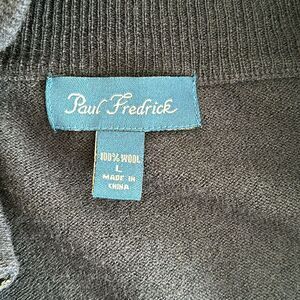 Paul Fredrick
100% WOOL
L
MADE IN
CHINA